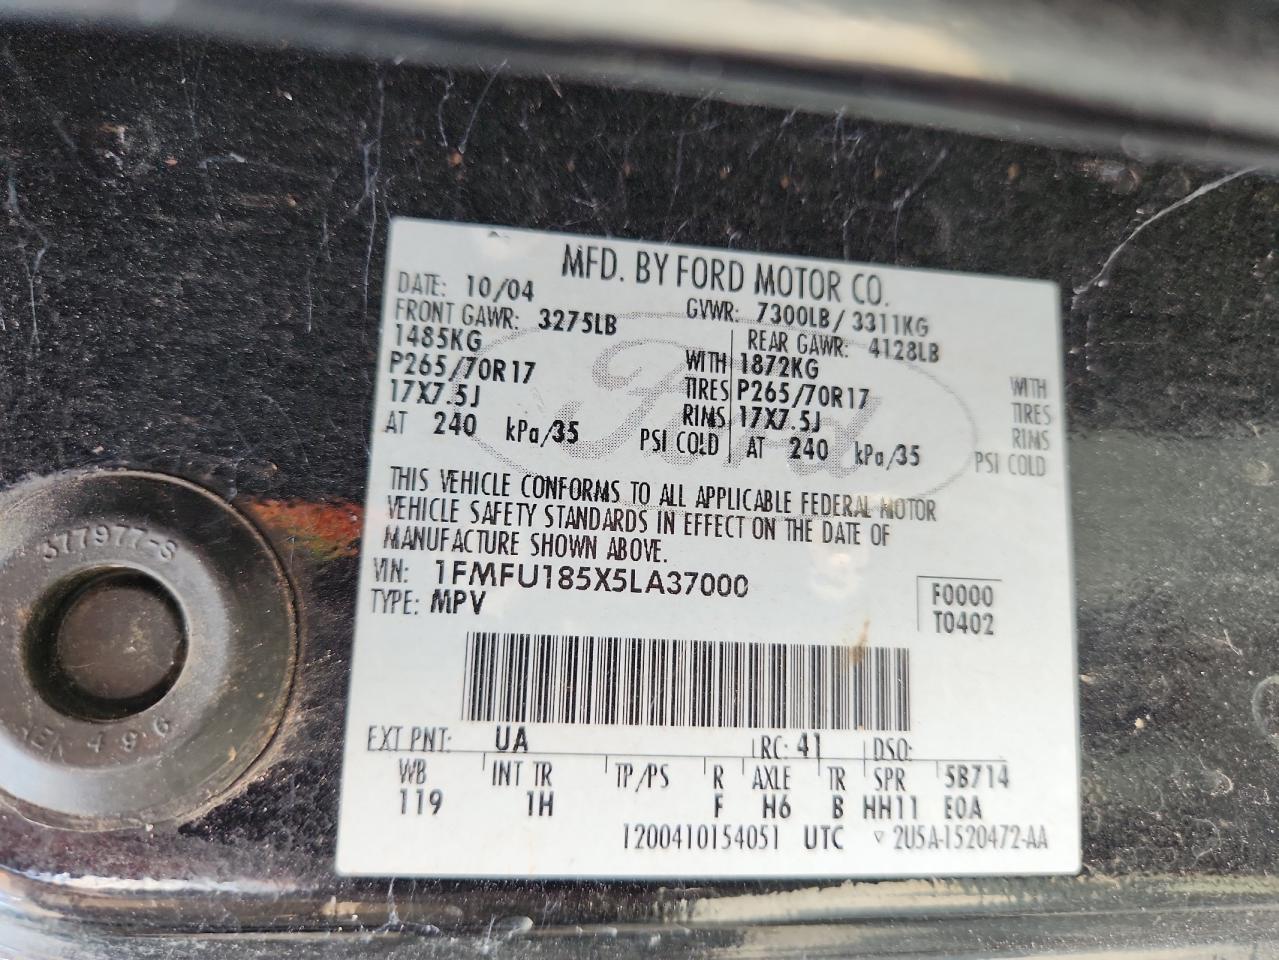 MFD. BY FORD MOTOR CO.
DATE: 10/04 GVWR: 7300LB/3311KG
FRONT GAWR: 3275LB REAR GAWR: 4128LB
1485KG WITH 1872KG WITH
P265/70R17 TIRES P265/70R17 TIRES
17X7.5J RIMS 17X7.5J RIMS
AT 240 kPa/35 PSI COLD AT 240 kPa/35 PSI COLD
Ford
THIS VEHICLE CONFORMS TO ALL APPLICABLE FEDERAL MOTOR
VEHICLE SAFETY STANDARDS IN EFFECT ON THE DATE OF
MANUFACTURE SHOWN ABOVE.
VIN: 1FMFU185X5LA37000 F0000
TYPE: MPV T0402
EXT PNT: UA RC: 41 DSO:
WB INT TR TP/PS R AXLE TR SPR 5B714
119 1H F H6 B HH11 E0A
1200410154051 UTC ▽ 2U5A-1520472-AA
377977-S
496